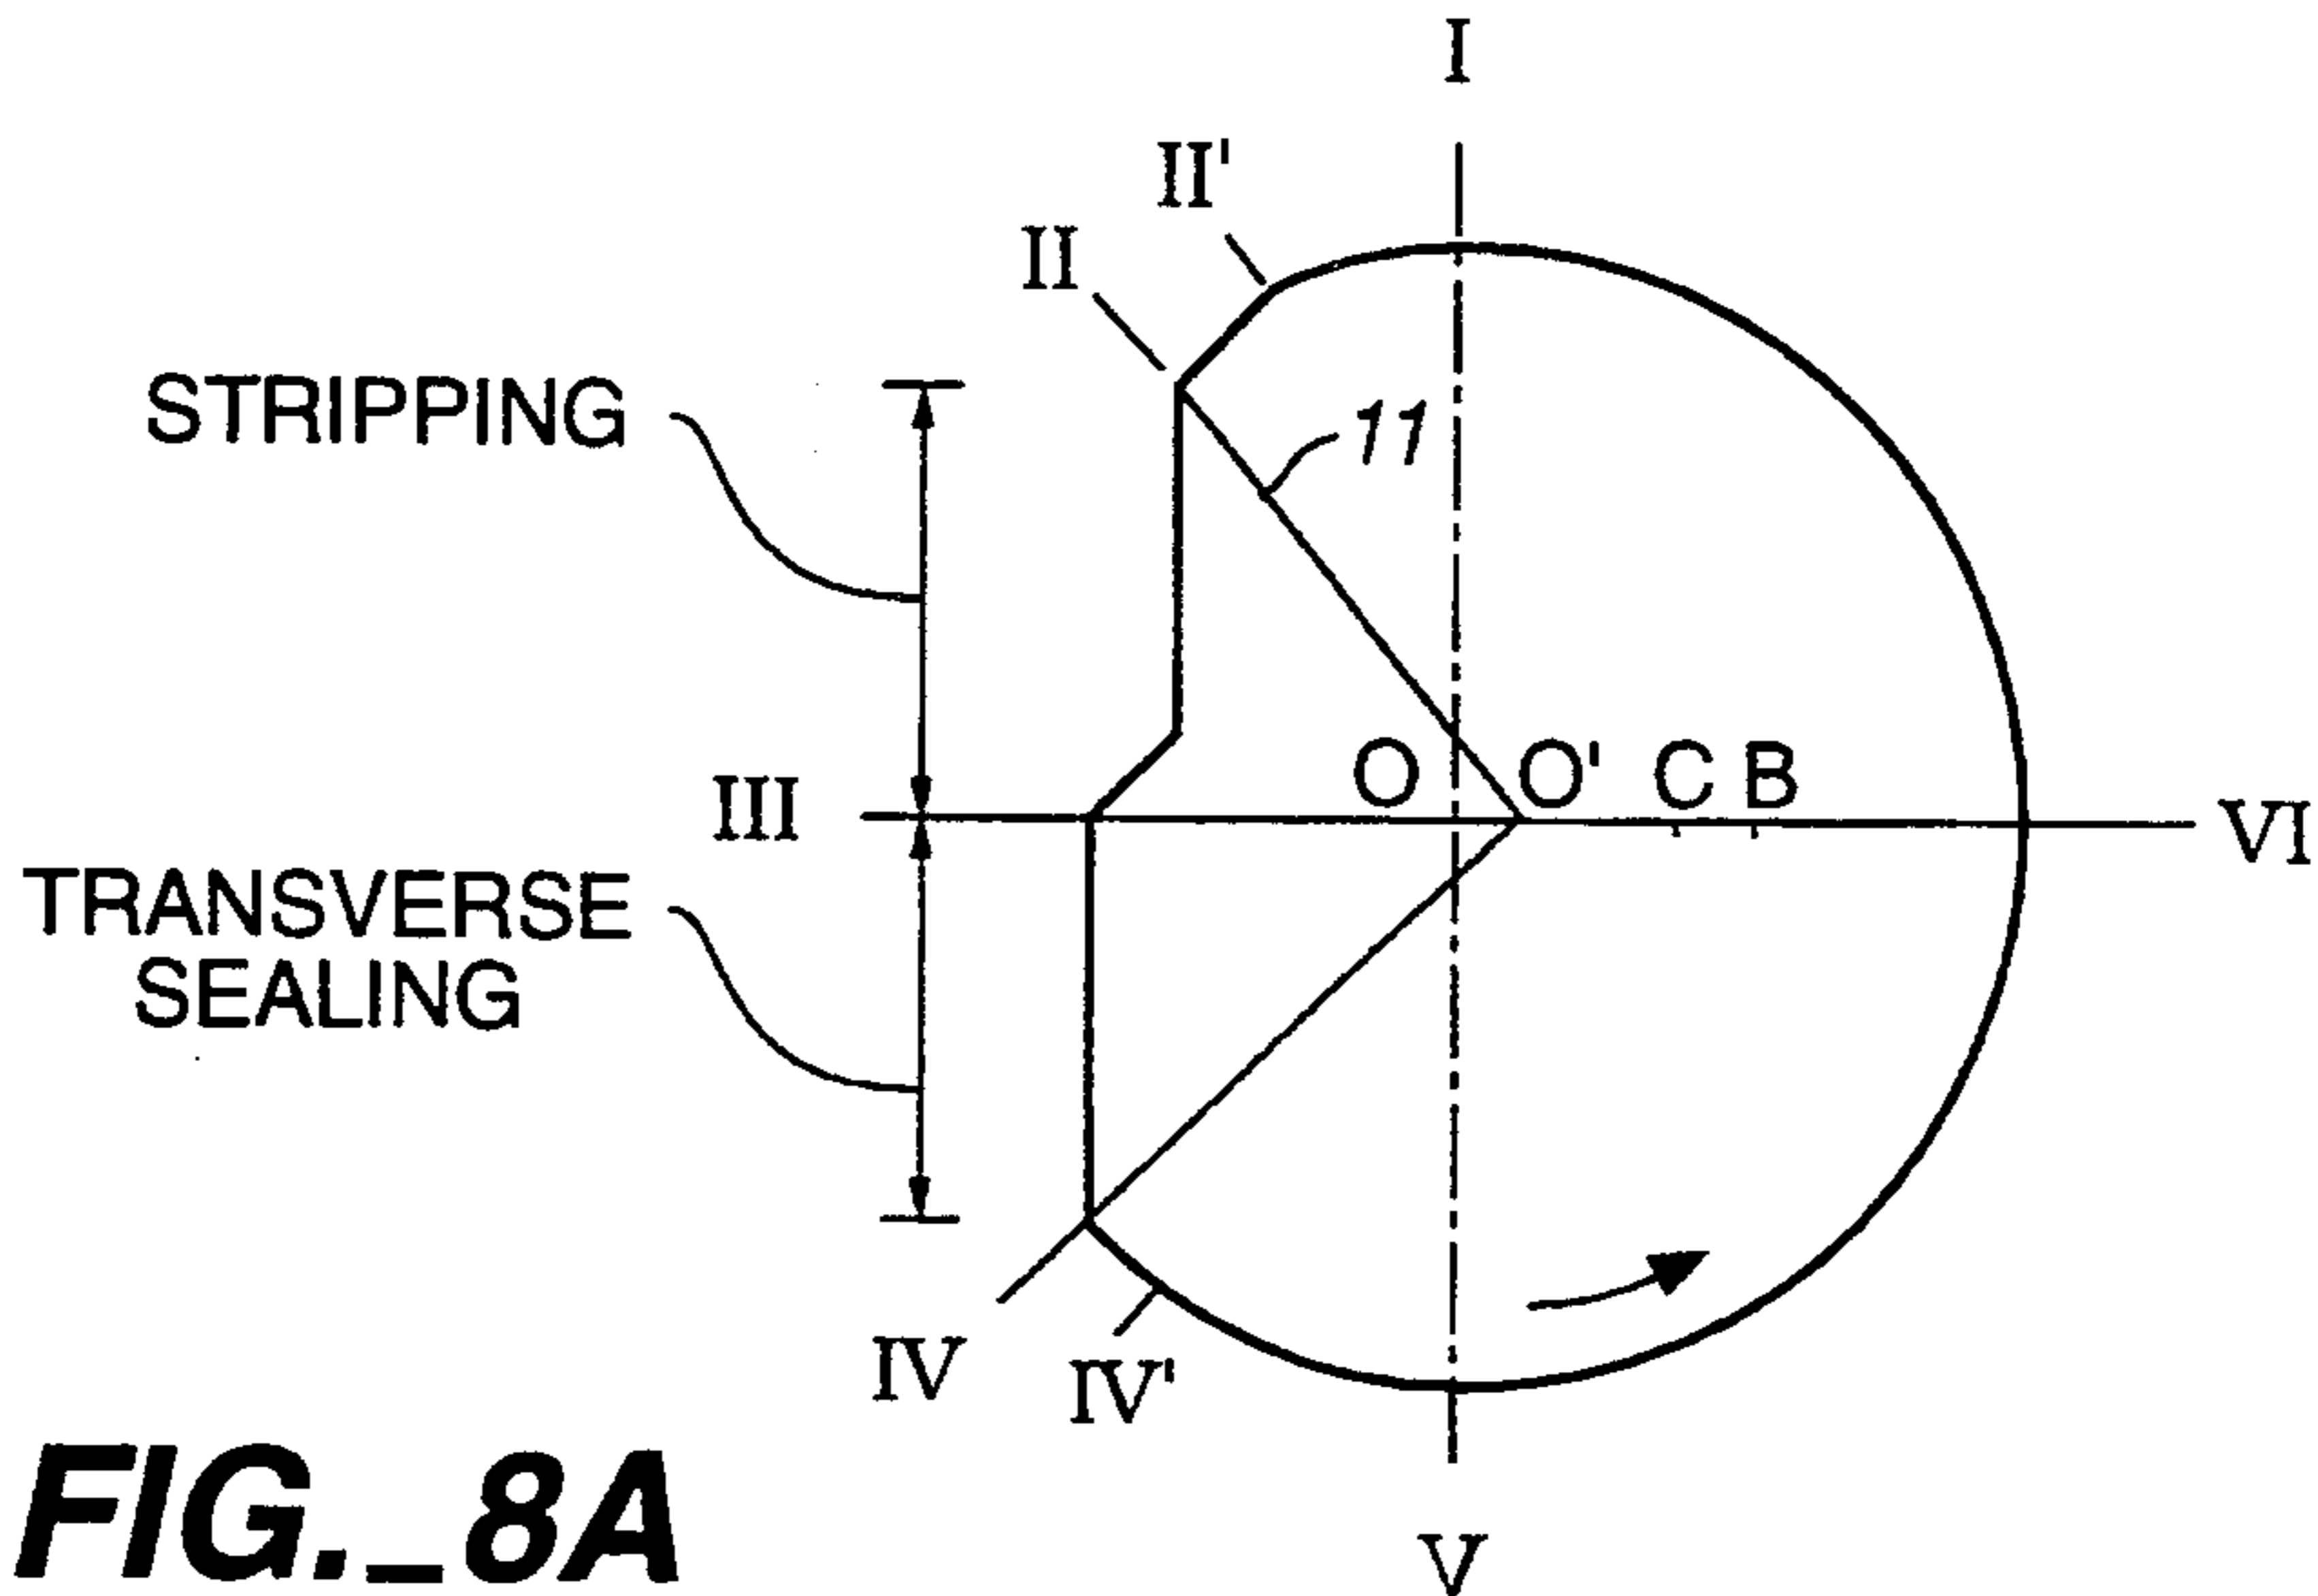 I
II'
II
STRIPPING
11
O O' C B
III
VI
TRANSVERSE
SEALING
IV
IV'
FIG._8A
V